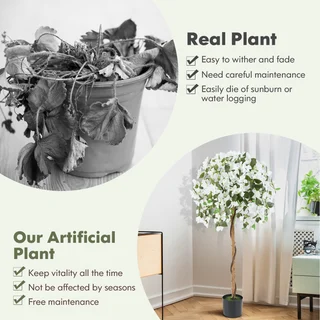 Real Plant
Easy to wither and fade
Need careful maintenance
Easily die of sunburn or
water logging
Our Artificial
Plant
Keep vitality all the time
Not be affected by seasons
Free maintenance